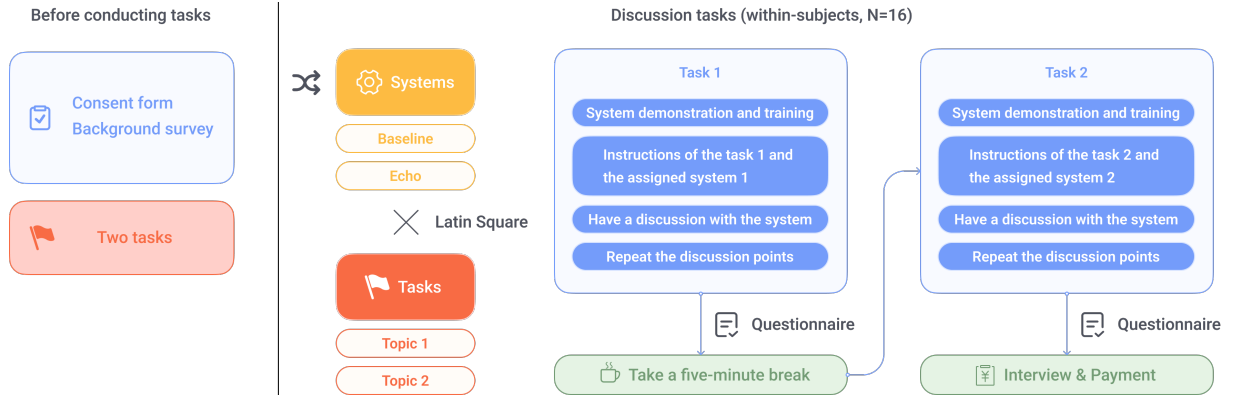 Before conducting tasks
Consent form
Background survey
Two tasks
Discussion tasks (within-subjects, N=16)
Systems
Baseline
Echo
Latin Square
Tasks
Topic 1
Topic 2
Task 1
System demonstration and training
Instructions of the task 1 and
the assigned system 1
Have a discussion with the system
Repeat the discussion points
Questionnaire
Take a five-minute break
Task 2
System demonstration and training
Instructions of the task 2 and
the assigned system 2
Have a discussion with the system
Repeat the discussion points
Questionnaire
¥
Interview & Payment